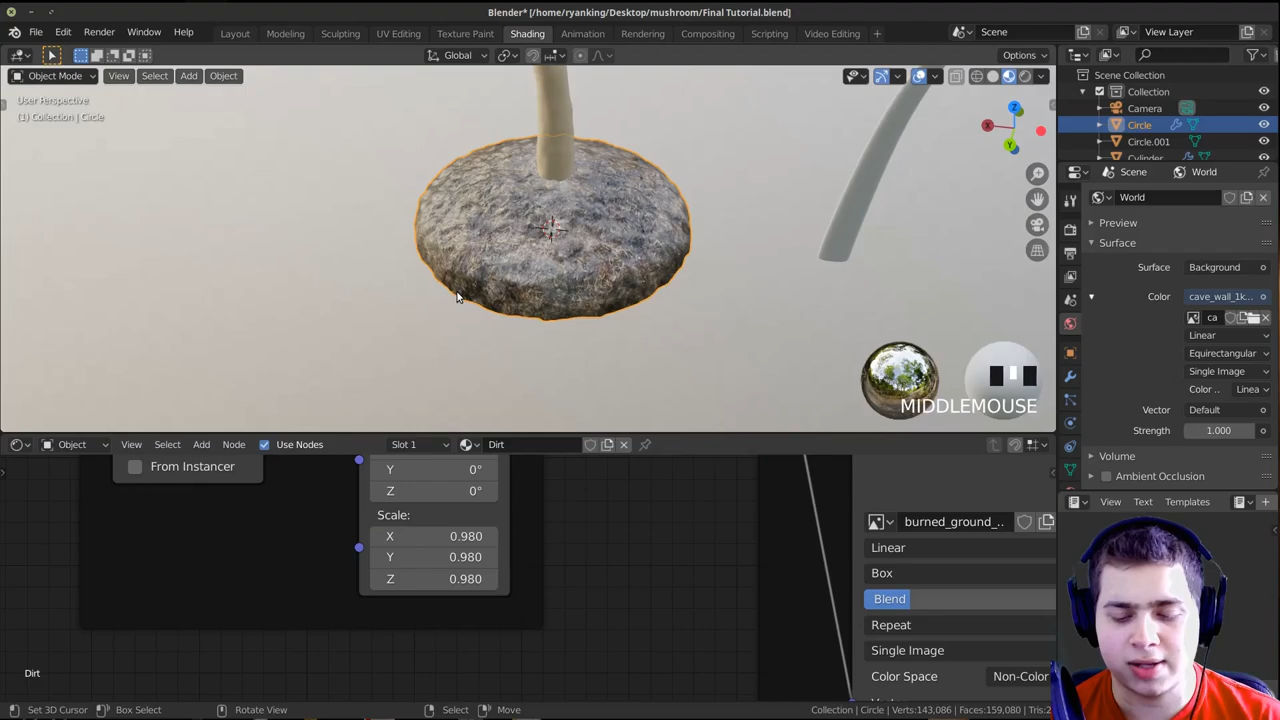 Blender* [/home/ryanking/Desktop/mushroom/Final Tutorial.blend]
File Edit Render Window Help Layout Modeling Sculpting UV Editing Texture Paint Shading Animation Rendering Compositing Scripting Video Editing Scene View Layer
Global Options
Object Mode View Select Add Object
User Perspective
(1) Collection | Circle
X
Z
Y
Scene Collection
Collection
Camera
Circle
Circle.001
Cylinder
Scene World
World
Preview
Surface
Surface Background
Color cave_wall_1k...
ca
Linear
Equirectangular
Single Image
Color .. Linea
Vector Default
Strength 1.000
Volume
Ambient Occlusion
View Text Templates
MIDDLEMOUSE
Object View Select Add Node Use Nodes Slot 1 Dirt
From Instancer
Y 0°
Z 0°
Scale:
X 0.980
Y 0.980
Z 0.980
burned_ground_..
Linear
Box
Blend
Repeat
Single Image
Color Space Non-Color
Dirt
Set 3D Cursor Box Select Rotate View Select Move Collection | Circle | Verts:143,086 | Faces:159,080 | Tris:2